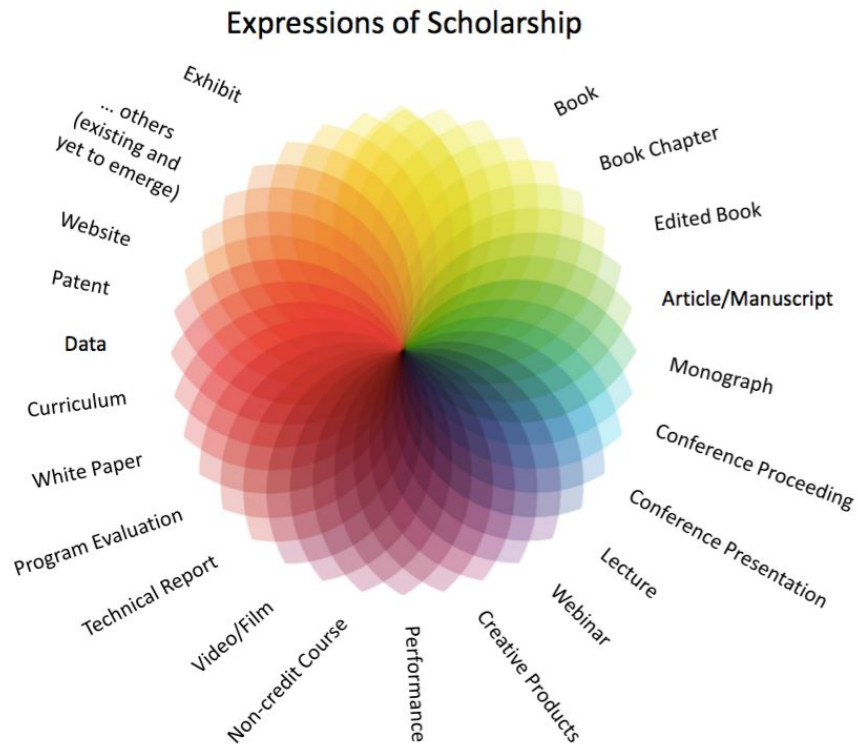 Expressions of Scholarship
Book
Book Chapter
Edited Book
Article/Manuscript
Monograph
Conference Proceeding
Conference Presentation
Lecture
Webinar
Creative Products
Performance
Non-credit Course
Video/Film
Technical Report
Program Evaluation
White Paper
Curriculum
Data
Patent
Website
... others
(existing and
yet to emerge)
Exhibit